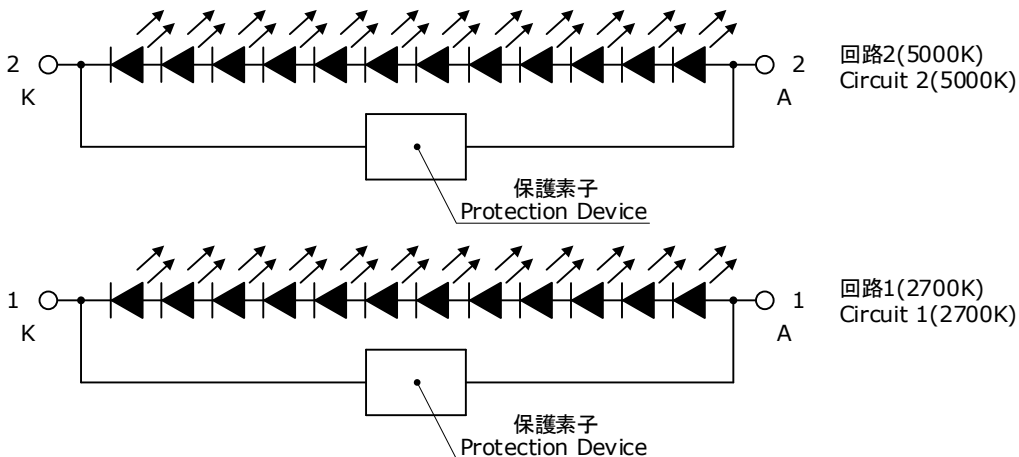 2
K
2
A
回路2(5000K)
Circuit 2(5000K)
保護素子
Protection Device
1
K
1
A
回路1(2700K)
Circuit 1(2700K)
保護素子
Protection Device